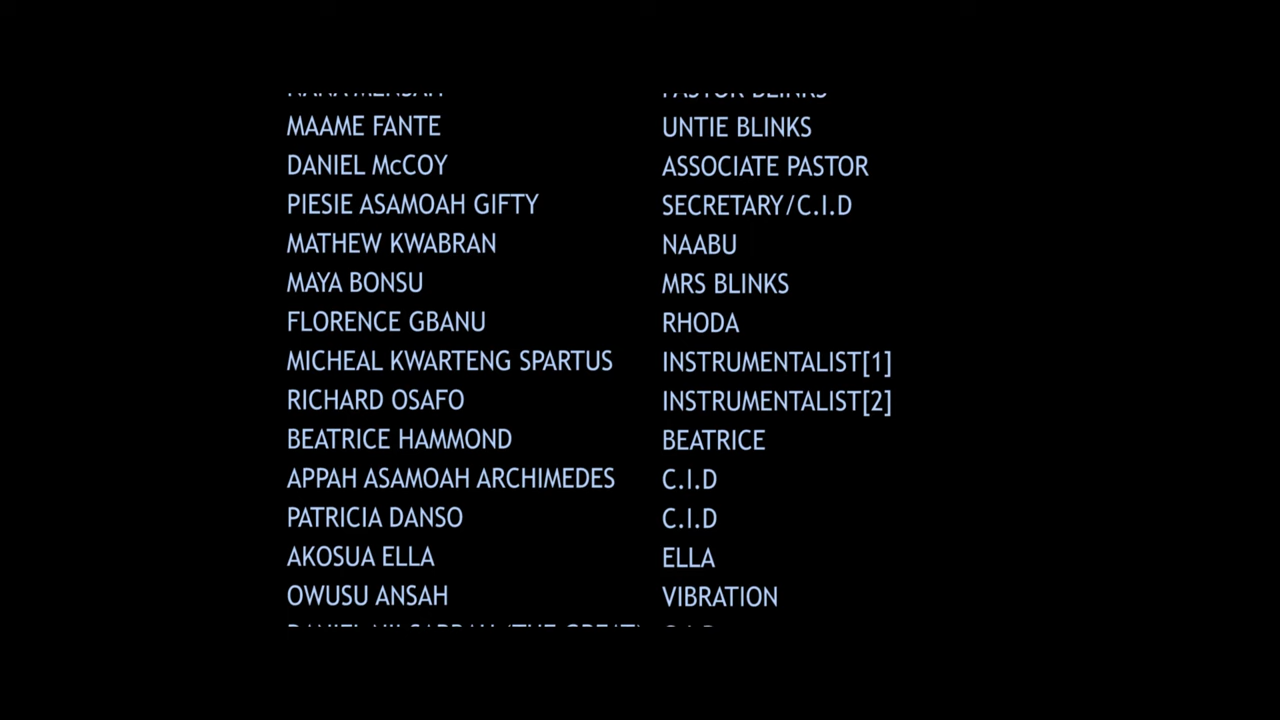 MAAME FANTE UNTIE BLINKS
DANIEL McCOY ASSOCIATE PASTOR
PIESIE ASAMOAH GIFTY SECRETARY/C.I.D
MATHEW KWABRAN NAABU
MAYA BONSU MRS BLINKS
FLORENCE GBANU RHODA
MICHEAL KWARTENG SPARTUS INSTRUMENTALIST[1]
RICHARD OSAFO INSTRUMENTALIST[2]
BEATRICE HAMMOND BEATRICE
APPAH ASAMOAH ARCHIMEDES C.I.D
PATRICIA DANSO C.I.D
AKOSUA ELLA ELLA
OWUSU ANSAH VIBRATION